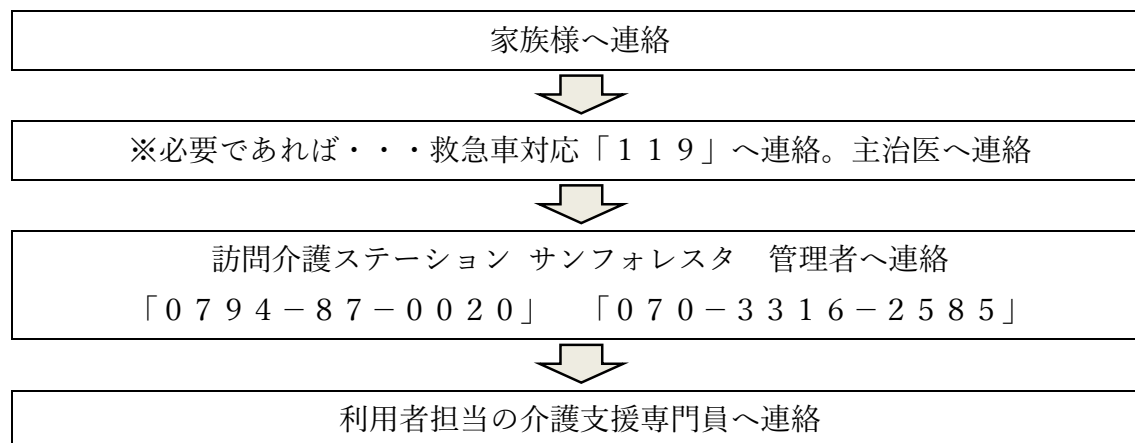 家族様へ連絡
※必要であれば・・・救急車対応「１１９」へ連絡。主治医へ連絡
訪問介護ステーション サンフォレスタ　管理者へ連絡
「０７９４－８７－００２０」　「０７０－３３１６－２５８５」
利用者担当の介護支援専門員へ連絡